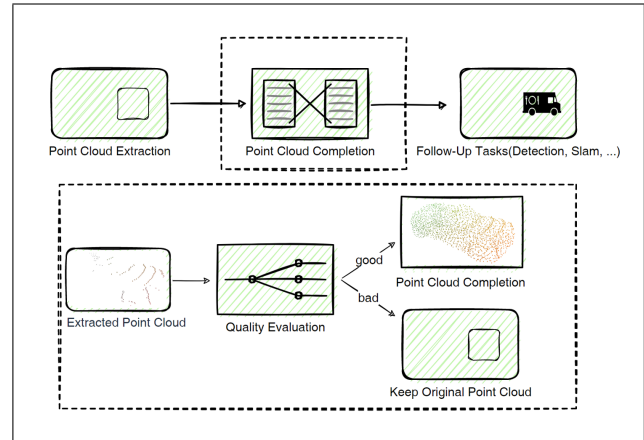 Point Cloud Extraction
Point Cloud Completion
Follow-Up Tasks(Detection, Slam, ...)
good
bad
Extracted Point Cloud
Quality Evaluation
Point Cloud Completion
Keep Original Point Cloud